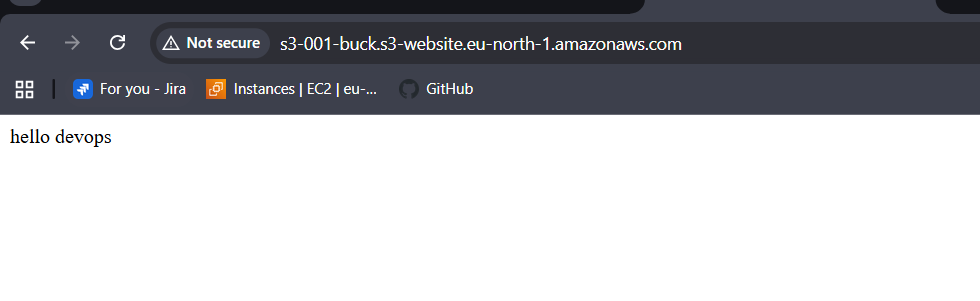 Not secure s3-001-buck.s3-website.eu-north-1.amazonaws.com
For you - Jira Instances | EC2 | eu-... GitHub
hello devops